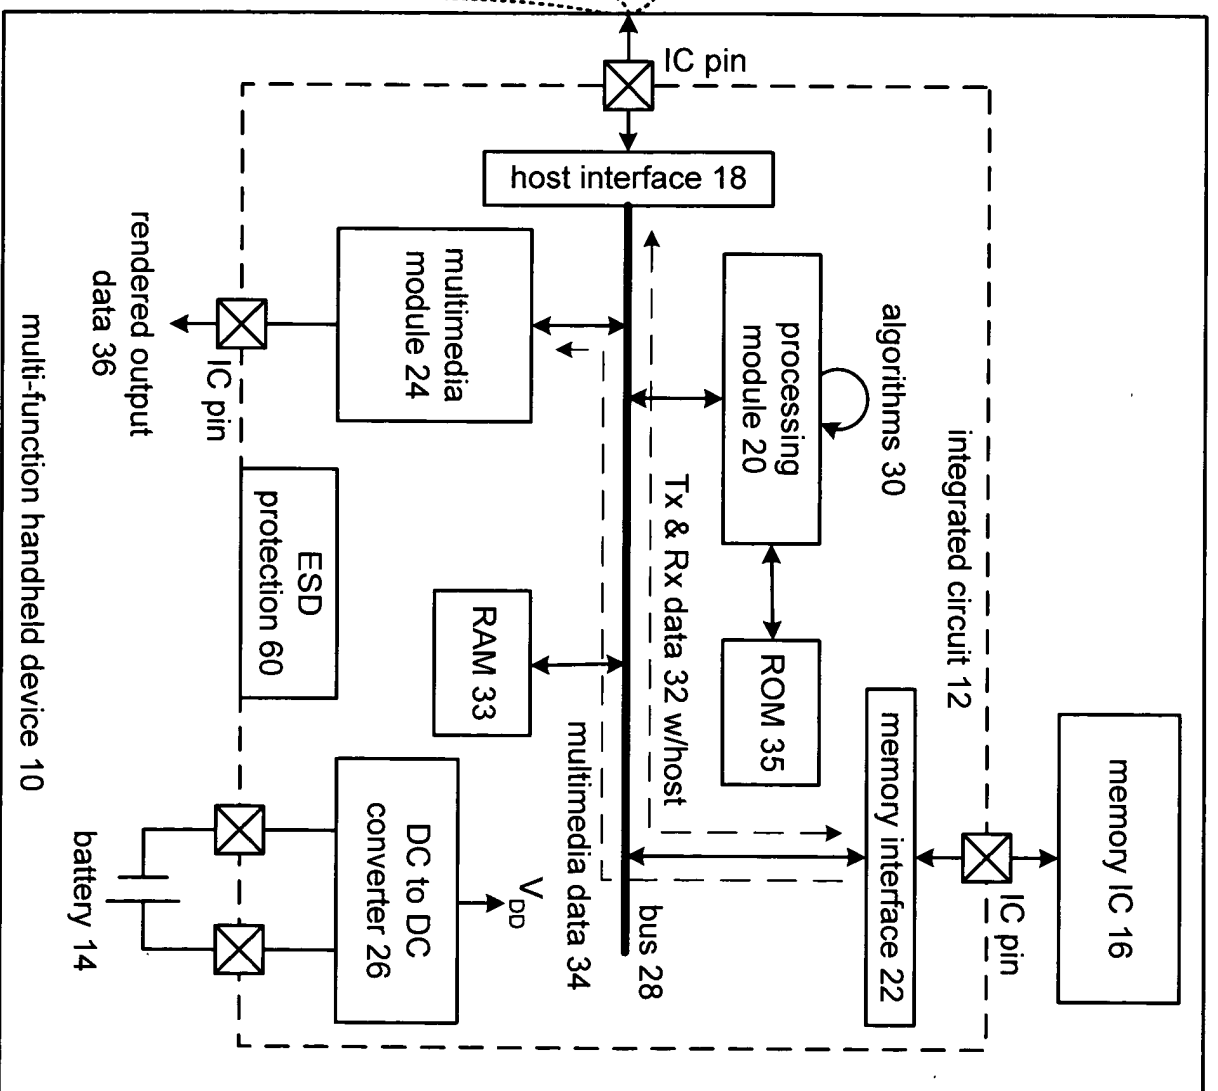 IC pin
host interface 18
multimedia
module 24
rendered output
data 36
IC pin
processing
module 20
algorithms 30
integrated circuit 12
Tx & Rx data 32 w/host
multimedia data 34
bus 28
ROM 35
RAM 33
memory interface 22
IC pin
memory IC 16
ESD
protection 60
DC to DC
converter 26
VDD
battery 14
multi-function handheld device 10